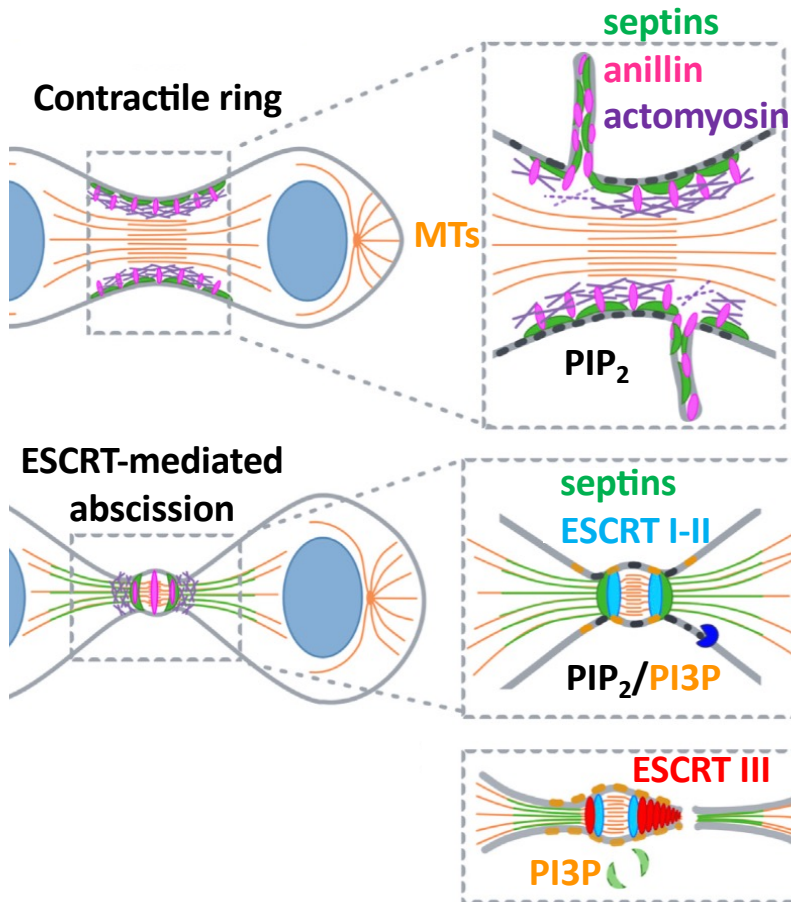 septins
anillin
actomyosin
Contractile ring
MTs
PIP₂
ESCRT-mediated
abscission
septins
ESCRT I-II
PIP₂/PI3P
ESCRT III
PI3P